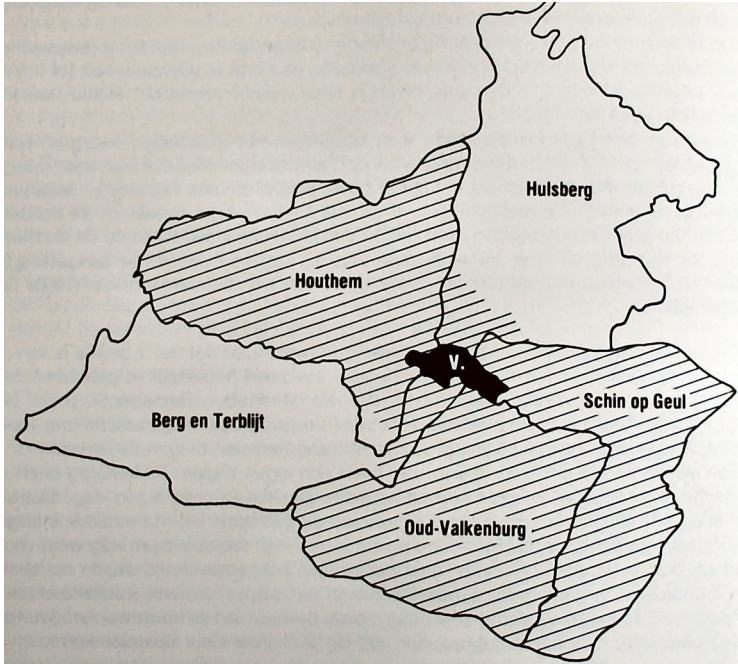 Hulsberg
Houthem
V.
Schin op Geul
Berg en Terblijt
Oud-Valkenburg